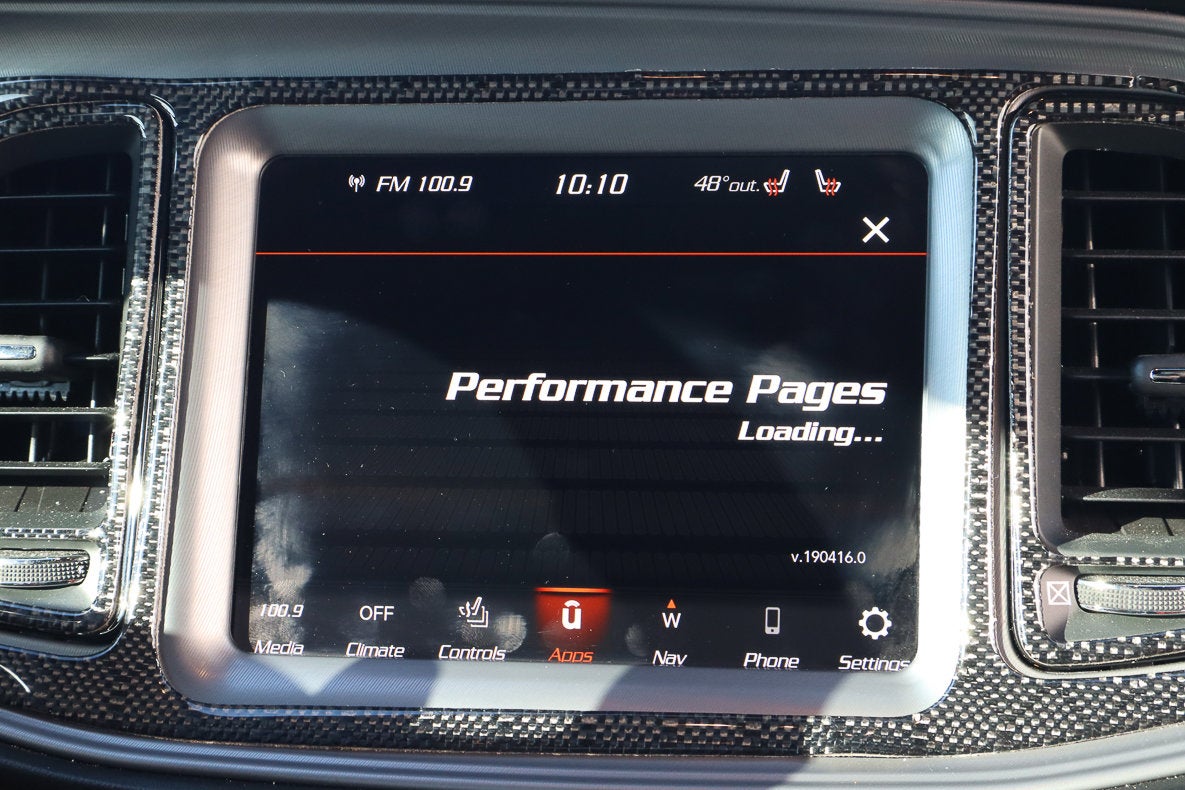 FM 100.9 10:10 48°out.
Performance Pages
Loading...
v.190416.0
100.9 OFF û W
Media Climate Controls Apps Nav Phone Settings